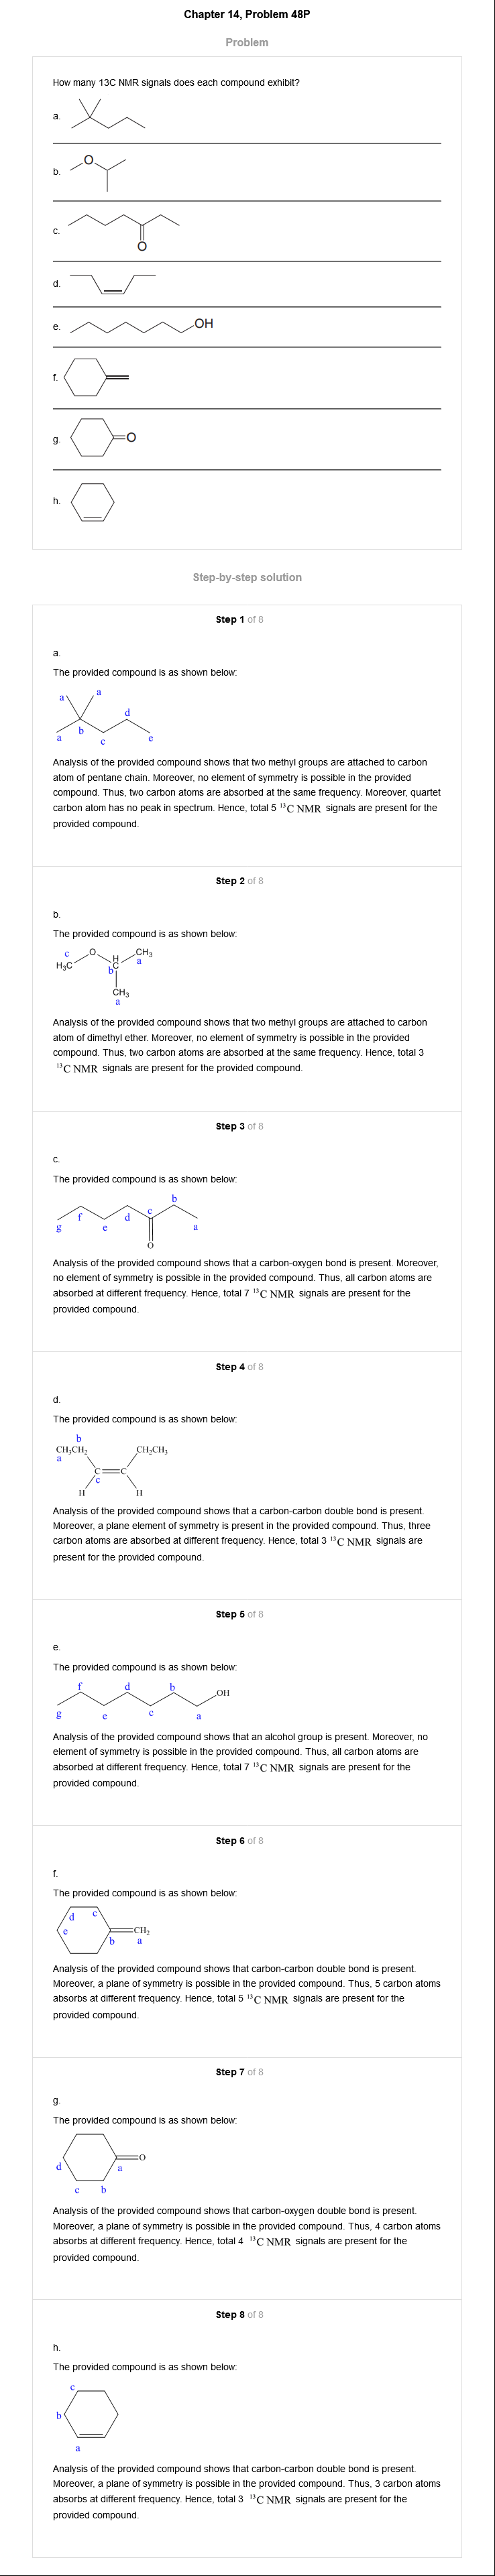 Chapter 14, Problem 48P
Problem
How many 13C NMR signals does each compound exhibit?
a.
b.
O
c.
O
d.
e.
OH
f.
g.
O
h.
Step-by-step solution
Step 1 of 8
a.
The provided compound is as shown below:
a a
d
b
a c e
Analysis of the provided compound shows that two methyl groups are attached to carbon
atom of pentane chain. Moreover, no element of symmetry is possible in the provided
compound. Thus, two carbon atoms are absorbed at the same frequency. Moreover, quartet
carbon atom has no peak in spectrum. Hence, total 5 ¹³C NMR signals are present for the
provided compound.
Step 2 of 8
b.
The provided compound is as shown below:
c O H CH₃
H₃C b C a
CH₃
a
Analysis of the provided compound shows that two methyl groups are attached to carbon
atom of dimethyl ether. Moreover, no element of symmetry is possible in the provided
compound. Thus, two carbon atoms are absorbed at the same frequency. Hence, total 3
¹³C NMR signals are present for the provided compound.
Step 3 of 8
c.
The provided compound is as shown below:
b
f d c
g e a
O
Analysis of the provided compound shows that a carbon-oxygen bond is present. Moreover,
no element of symmetry is possible in the provided compound. Thus, all carbon atoms are
absorbed at different frequency. Hence, total 7 ¹³C NMR signals are present for the
provided compound.
Step 4 of 8
d.
The provided compound is as shown below:
b
CH₃CH₂ CH₂CH₃
a
C C
c
H H
Analysis of the provided compound shows that a carbon-carbon double bond is present.
Moreover, a plane element of symmetry is present in the provided compound. Thus, three
carbon atoms are absorbed at different frequency. Hence, total 3 ¹³C NMR signals are
present for the provided compound.
Step 5 of 8
e.
The provided compound is as shown below:
f d b
OH
g e c a
Analysis of the provided compound shows that an alcohol group is present. Moreover, no
element of symmetry is possible in the provided compound. Thus, all carbon atoms are
absorbed at different frequency. Hence, total 7 ¹³C NMR signals are present for the
provided compound.
Step 6 of 8
f.
The provided compound is as shown below:
d c
e CH₂
b a
Analysis of the provided compound shows that carbon-carbon double bond is present.
Moreover, a plane of symmetry is possible in the provided compound. Thus, 5 carbon atoms
absorbs at different frequency. Hence, total 5 ¹³C NMR signals are present for the
provided compound.
Step 7 of 8
g.
The provided compound is as shown below:
O
d a
c b
Analysis of the provided compound shows that carbon-oxygen double bond is present.
Moreover, a plane of symmetry is possible in the provided compound. Thus, 4 carbon atoms
absorbs at different frequency. Hence, total 4 ¹³C NMR signals are present for the
provided compound.
Step 8 of 8
h.
The provided compound is as shown below:
c
b
a
Analysis of the provided compound shows that carbon-carbon double bond is present.
Moreover, a plane of symmetry is possible in the provided compound. Thus, 3 carbon atoms
absorbs at different frequency. Hence, total 3 ¹³C NMR signals are present for the
provided compound.